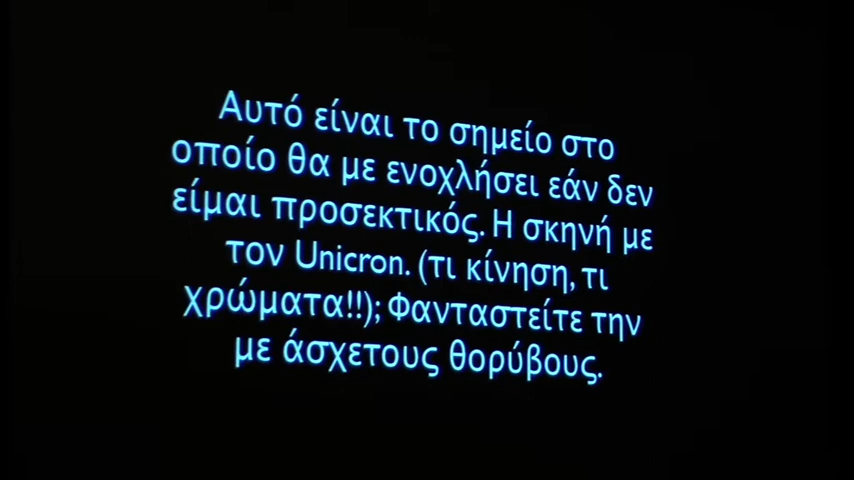 Αυτό είναι το σημείο στο
οποίο θα με ενοχλήσει εάν δεν
είμαι προσεκτικός. Η σκηνή με
τον Unicron. (τι κίνηση, τι
χρώματα!!); Φανταστείτε την
με άσχετους θορύβους.